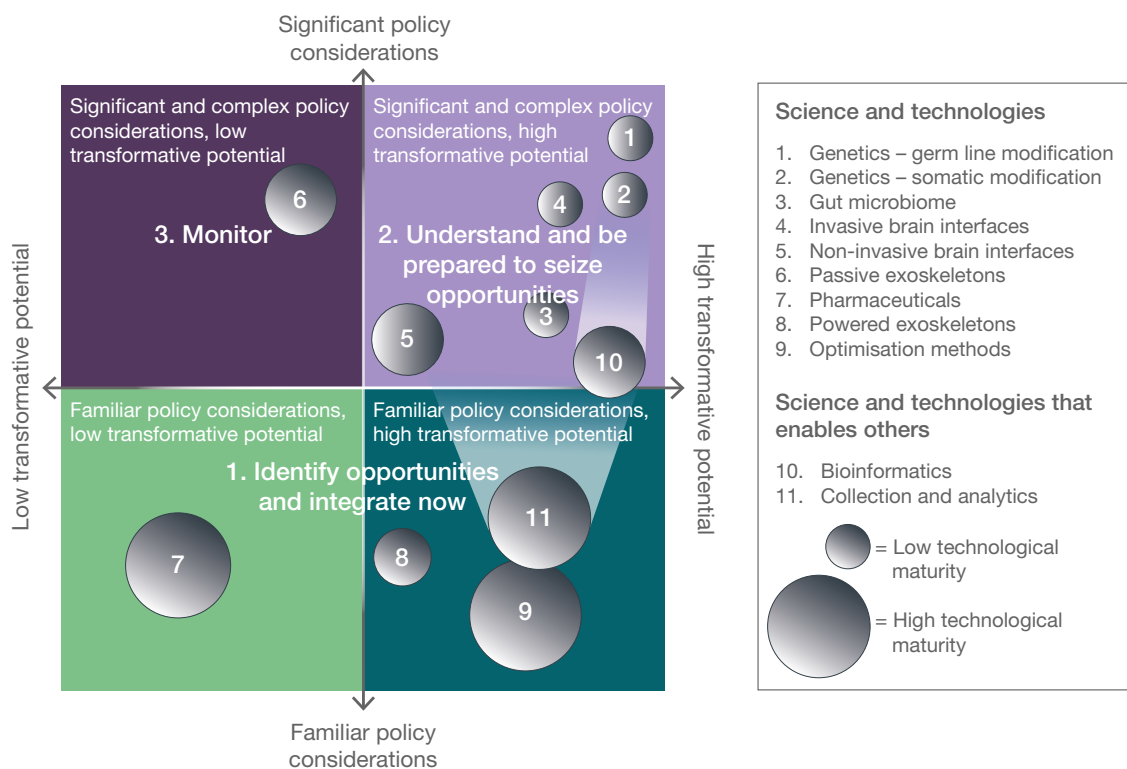 Significant policy
considerations
Significant and complex policy
considerations, low
transformative potential
6
3. Monitor
Significant and complex policy
considerations, high
transformative potential
1
2
4
2. Understand and be
prepared to seize
opportunities
3
5
10
Low transformative potential
High transformative potential
Familiar policy considerations,
low transformative potential
Familiar policy considerations,
high transformative potential
1. Identify opportunities
and integrate now
7
8
11
9
Familiar policy
considerations
Science and technologies
1. Genetics – germ line modification
2. Genetics – somatic modification
3. Gut microbiome
4. Invasive brain interfaces
5. Non-invasive brain interfaces
6. Passive exoskeletons
7. Pharmaceuticals
8. Powered exoskeletons
9. Optimisation methods
Science and technologies that
enables others
10. Bioinformatics
11. Collection and analytics
= Low technological
maturity
= High technological
maturity